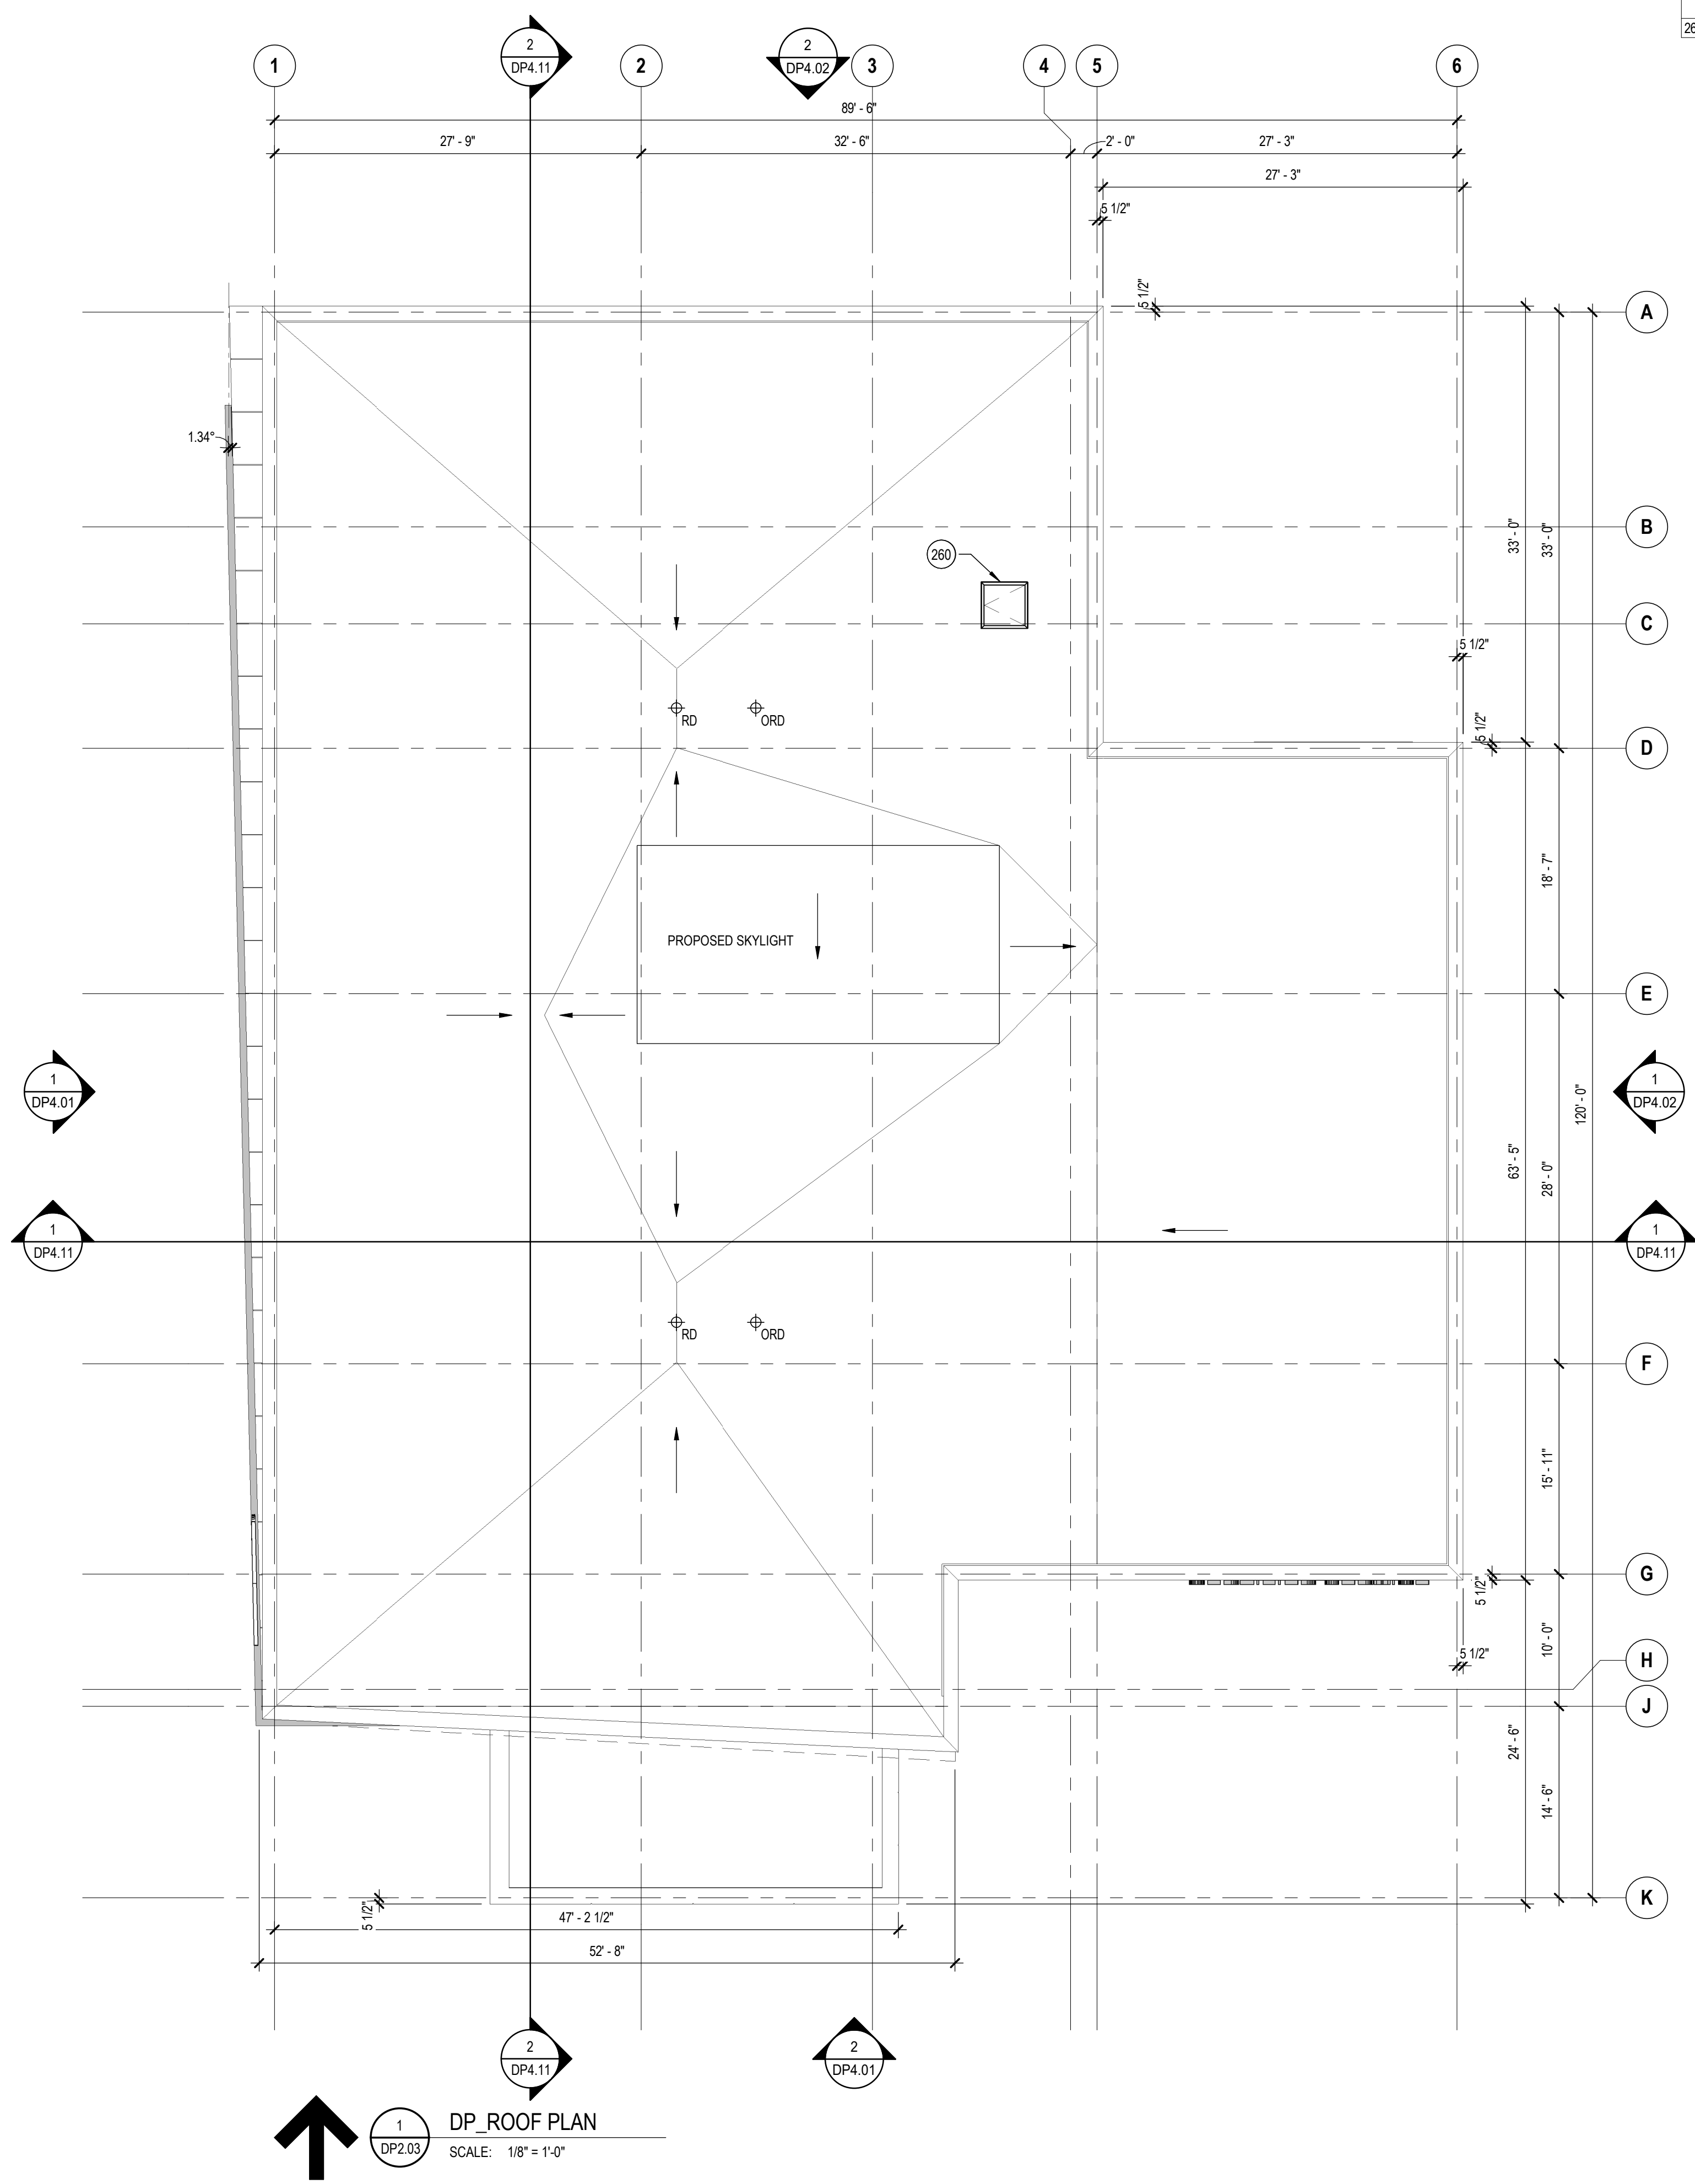 26
1
2
DP4.11
2
2
DP4.02
3
4
5
6
89' - 6"
27' - 9"
32' - 6"
2' - 0"
27' - 3"
27' - 3"
5 1/2"
5 1/2"
A
1.34°
B
33' - 0"
33' - 0"
260
C
5 1/2"
RD
ORD
5 1/2"
D
18' - 7"
PROPOSED SKYLIGHT
E
1
DP4.01
1
DP4.02
120' - 0"
63' - 5"
28' - 0"
1
DP4.11
1
DP4.11
RD
ORD
F
15' - 11"
G
5 1/2"
10' - 0"
5 1/2"
H
J
24' - 6"
14' - 6"
K
5 1/2"
47' - 2 1/2"
52' - 8"
2
DP4.11
2
DP4.01
1
DP2.03
DP_ROOF PLAN
SCALE: 1/8" = 1'-0"